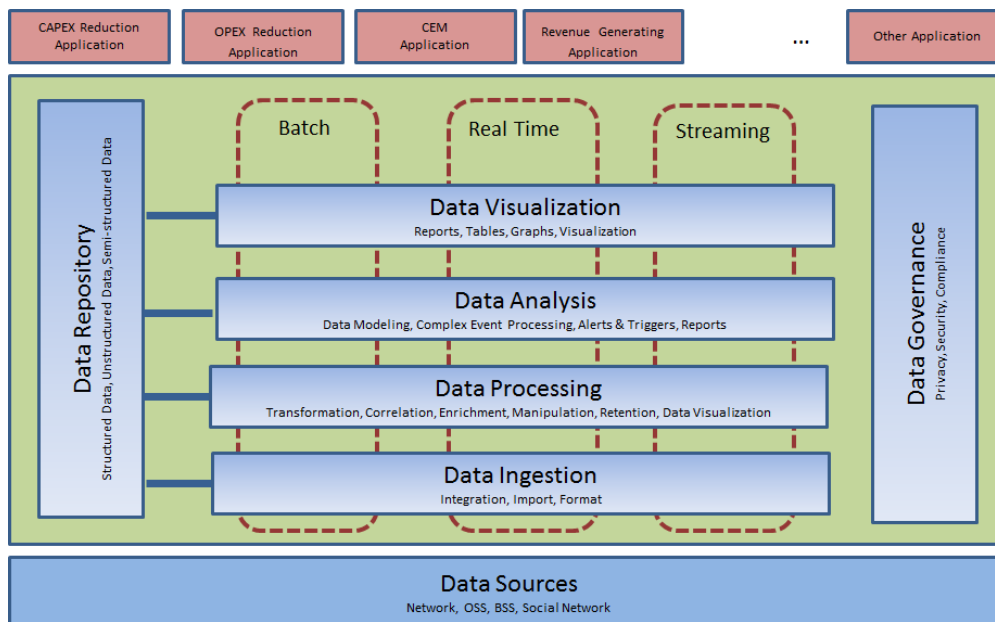 CAPEX Reduction
Application
OPEX Reduction
Application
CEM
Application
Revenue Generating
Application
...
Other Application
Batch
Real Time
Streaming
Data Repository
Structured Data, Unstructured Data, Semi-structured Data
Data Visualization
Reports, Tables, Graphs, Visualization
Data Analysis
Data Modeling, Complex Event Processing, Alerts & Triggers, Reports
Data Processing
Transformation, Correlation, Enrichment, Manipulation, Retention, Data Visualization
Data Ingestion
Integration, Import, Format
Data Governance
Privacy, Security, Compliance
Data Sources
Network, OSS, BSS, Social Network